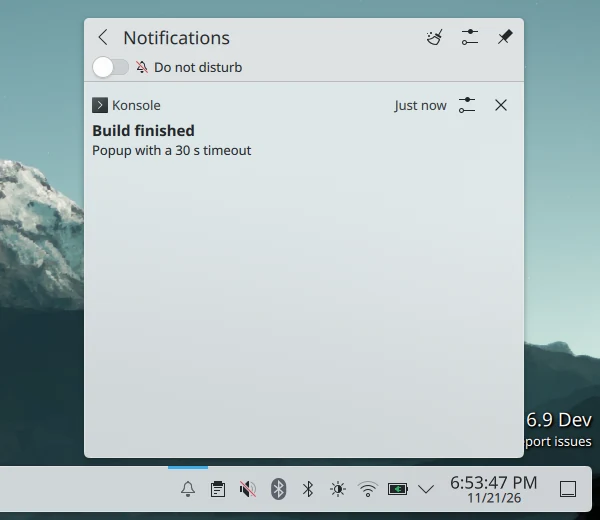 Notifications
Do not disturb
Konsole
Just now
Build finished
Popup with a 30 s timeout
6.9 Dev
port issues
6:53:47 PM
11/21/26